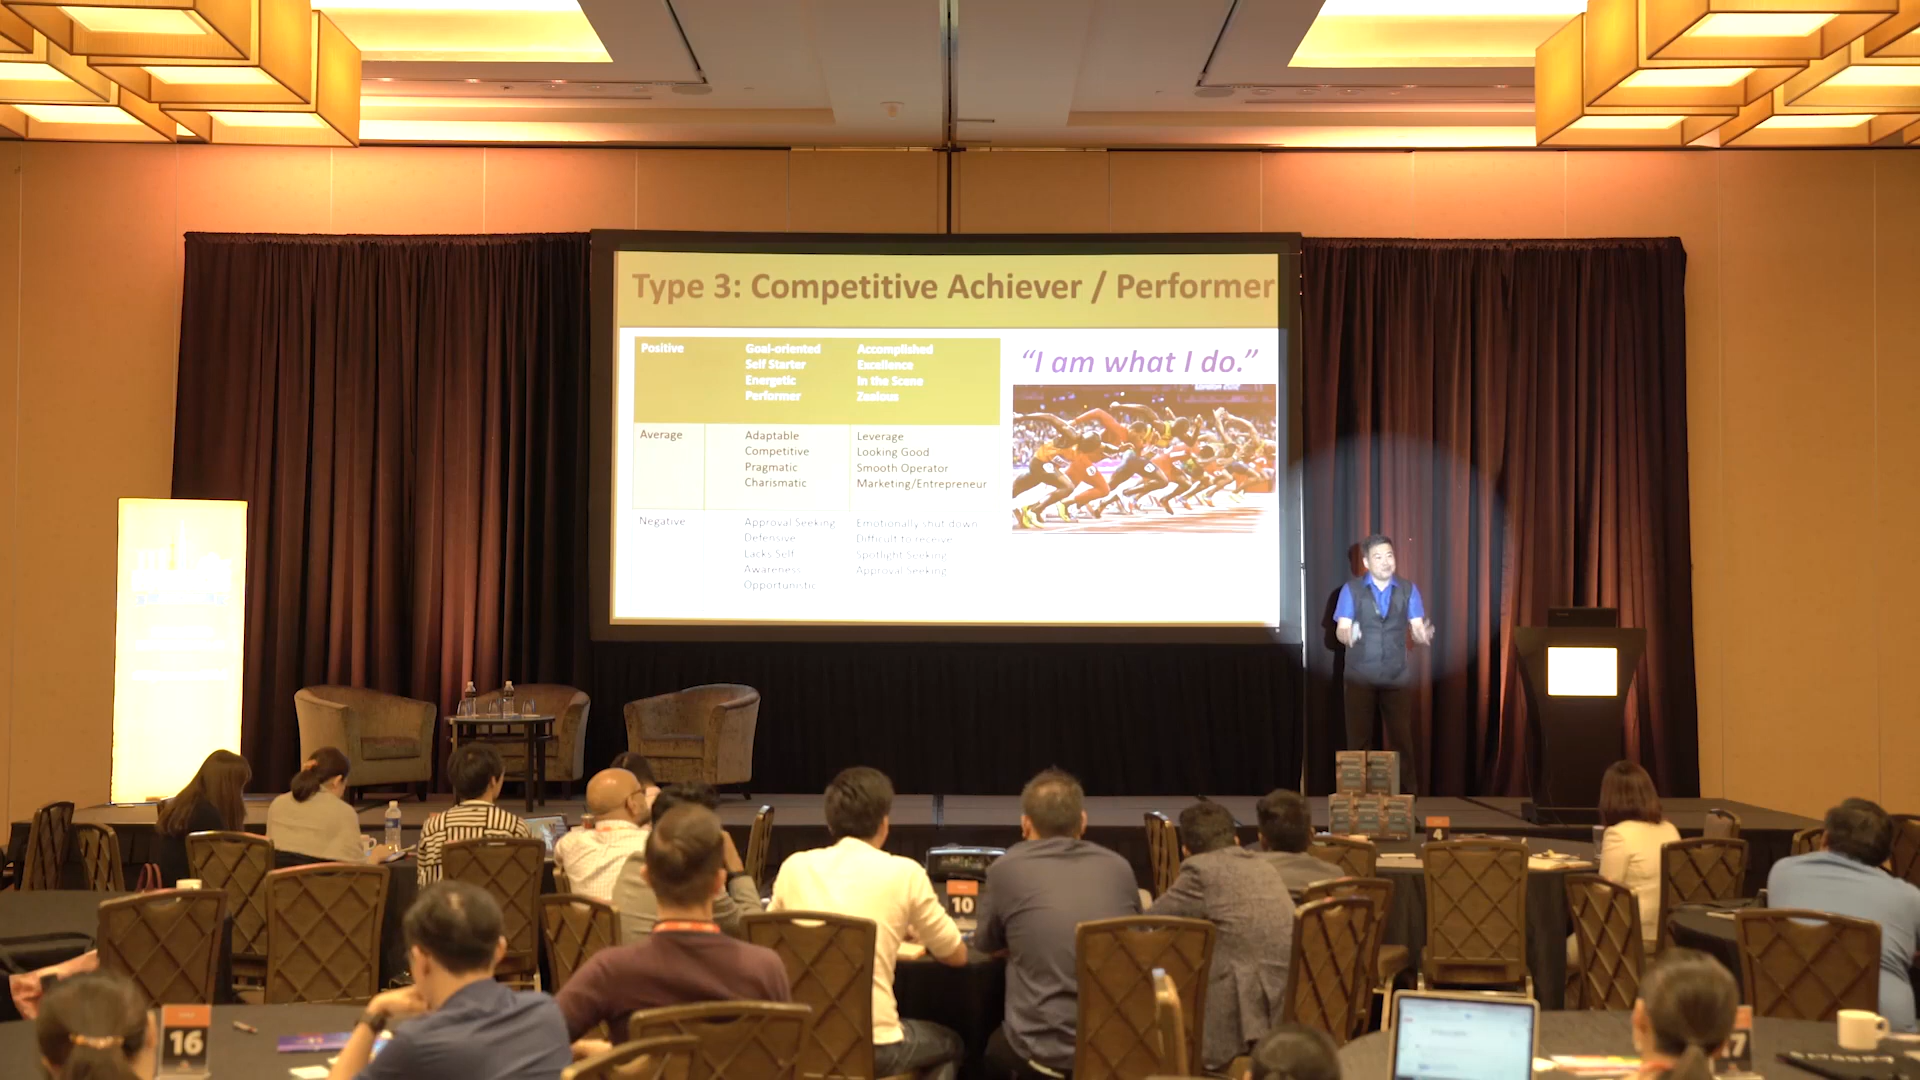 Type 3: Competitive Achiever / Performer
Positive
Goal-oriented
Self Starter
Energetic
Performer
Accomplished
Excellence
In the Scene
Zealous
"I am what I do."
Average
Adaptable
Competitive
Pragmatic
Charismatic
Leverage
Looking Good
Smooth Operator
Marketing/Entrepreneur
Negative
Approval Seeking
Defensive
Lacks Self
Awareness
Opportunistic
Emotionally shut down
Difficult to receive
Spotlight Seeking
Approval Seeking
4
10
16
7